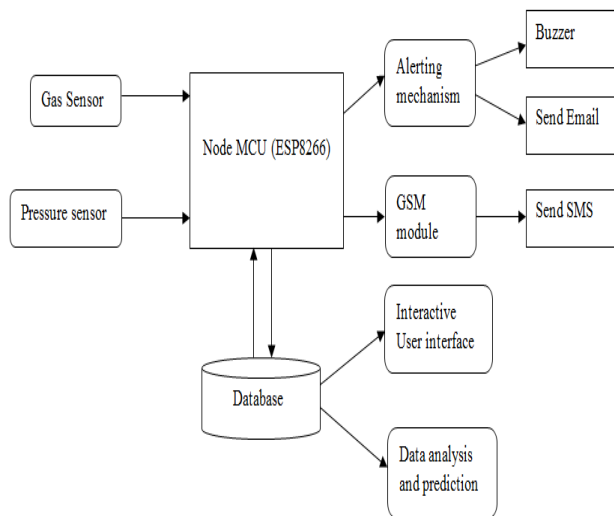 Buzzer
Alerting
mechanism
Gas Sensor
Send Email
Node MCU (ESP8266)
Pressure sensor
GSM
module
Send SMS
Interactive
User interface
Database
Data analysis
and prediction